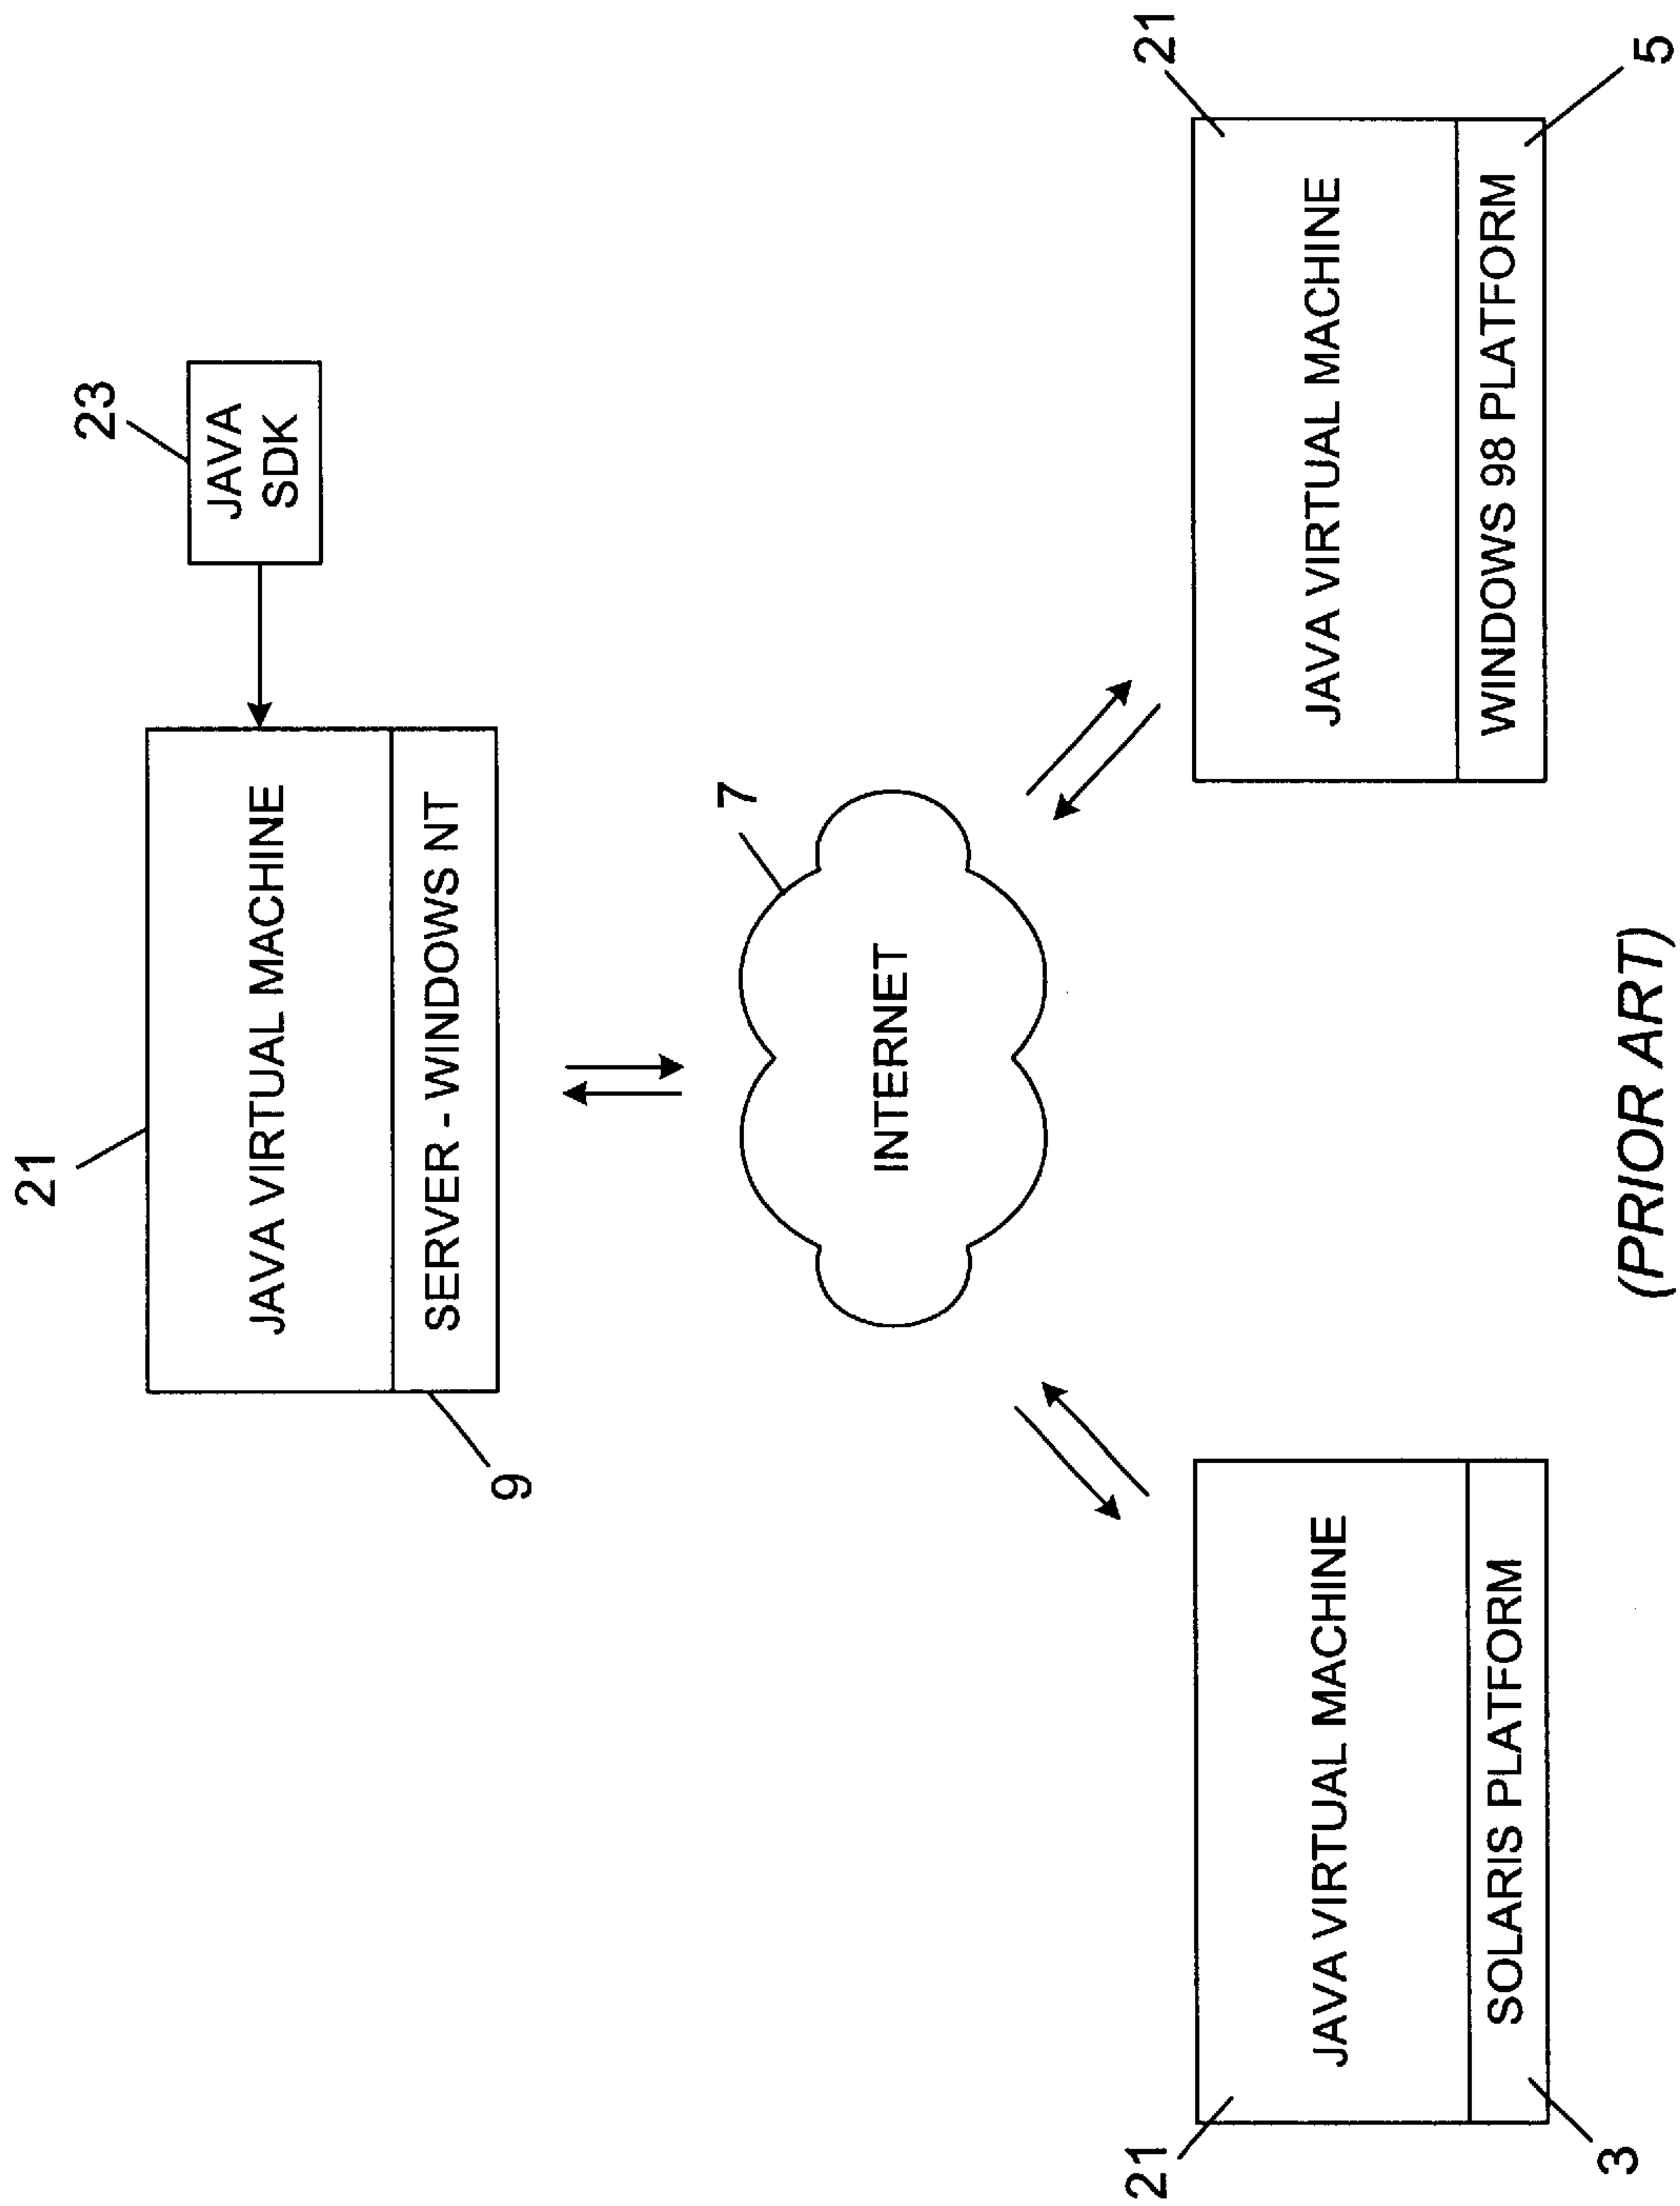 21
23
JAVA
SDK
JAVA VIRTUAL MACHINE
SERVER - WINDOWS NT
9
7
INTERNET
21
JAVA VIRTUAL MACHINE
SOLARIS PLATFORM
3
21
JAVA VIRTUAL MACHINE
WINDOWS 98 PLATFORM
5
(PRIOR ART)